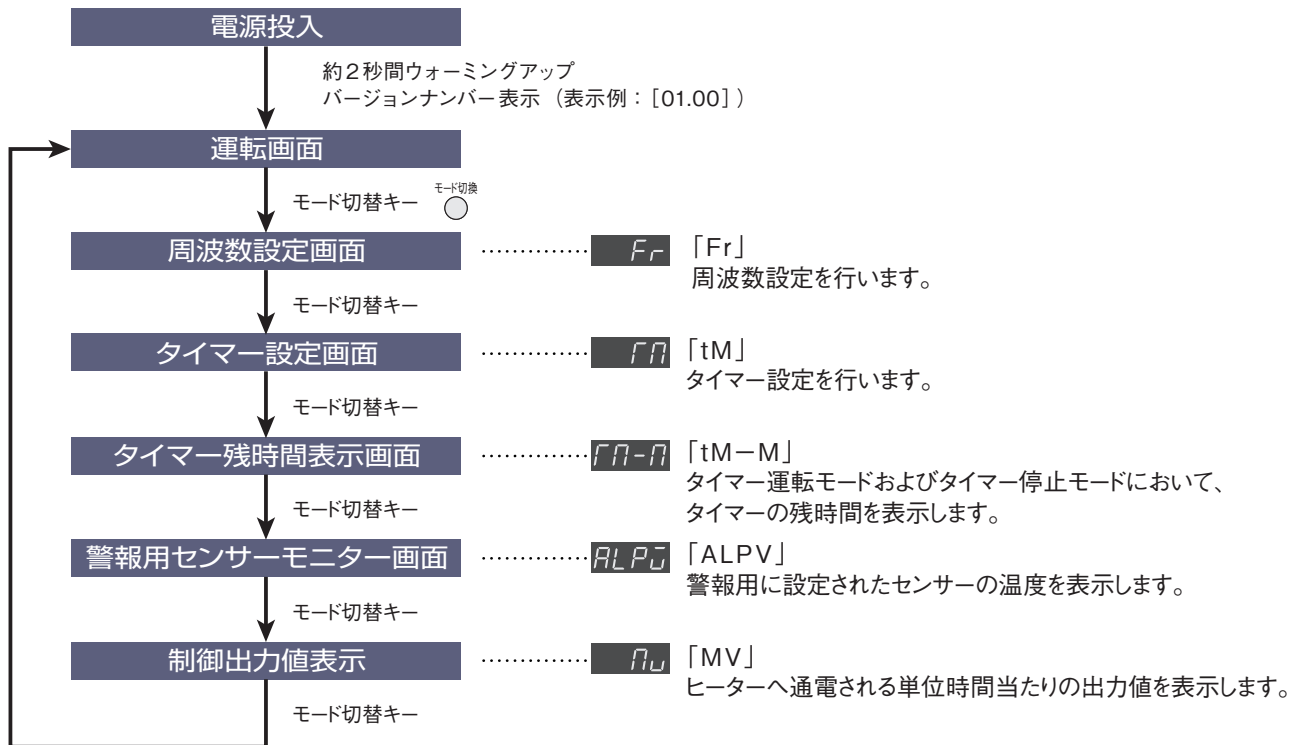 電源投入
約2秒間ウォーミングアップ
バージョンナンバー表示（表示例：［01.00］）
運転画面
モード切替キー
モード切換
周波数設定画面
Fr
「Fr」
周波数設定を行います。
モード切替キー
タイマー設定画面
tM
「tM」
タイマー設定を行います。
モード切替キー
タイマー残時間表示画面
tM-M
「tM－M」
タイマー運転モードおよびタイマー停止モードにおいて、
タイマーの残時間を表示します。
モード切替キー
警報用センサーモニター画面
ALPV
「ALPV」
警報用に設定されたセンサーの温度を表示します。
モード切替キー
制御出力値表示
Mv
「MV」
ヒーターへ通電される単位時間当たりの出力値を表示します。
モード切替キー